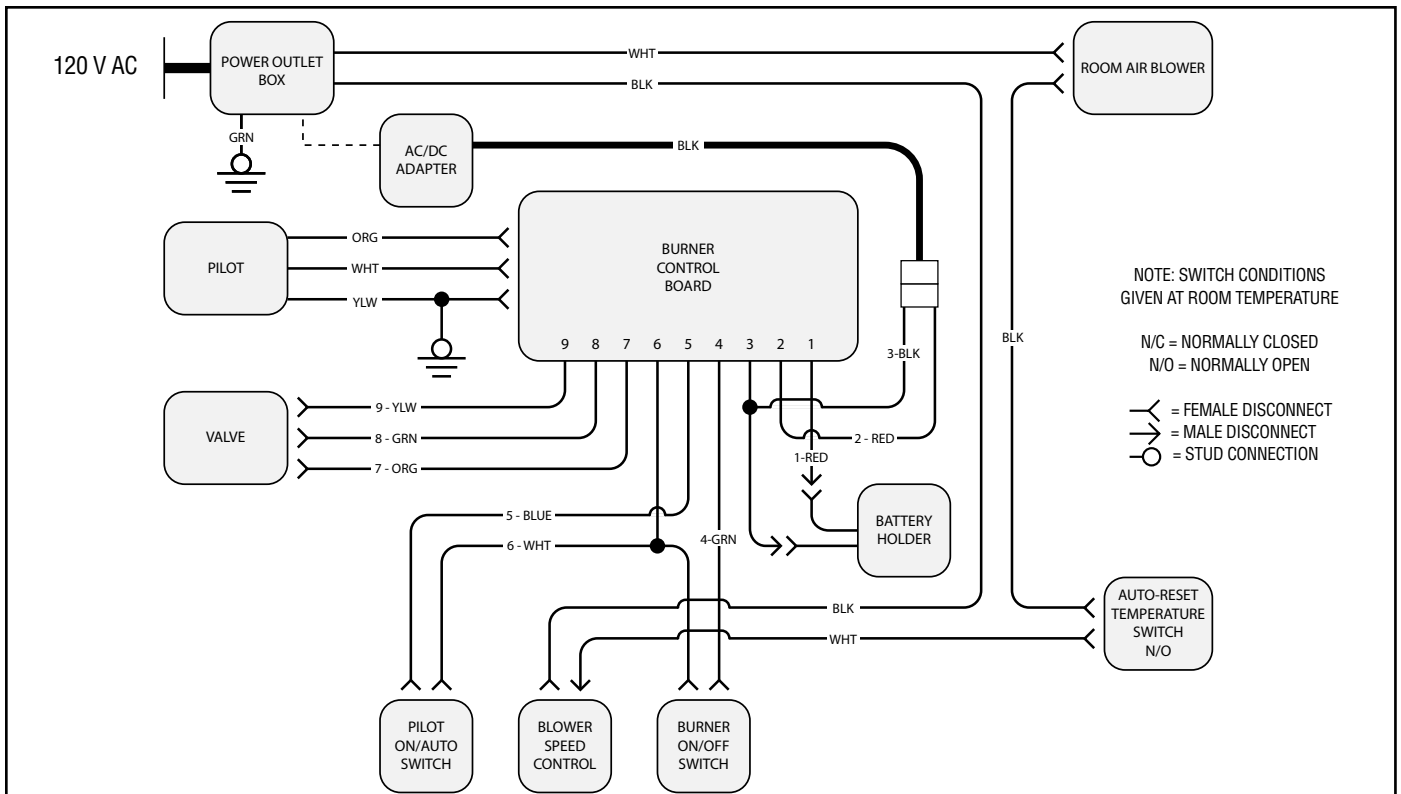 120 V AC
POWER OUTLET
BOX
WHT
BLK
ROOM AIR BLOWER
GRN
AC/DC
ADAPTER
BLK
PILOT
ORG
WHT
YLW
BURNER
CONTROL
BOARD
9 8 7 6 5 4 3 2 1
3-BLK
BLK
NOTE: SWITCH CONDITIONS
GIVEN AT ROOM TEMPERATURE
N/C = NORMALLY CLOSED
N/O = NORMALLY OPEN
= FEMALE DISCONNECT
= MALE DISCONNECT
= STUD CONNECTION
VALVE
9 - YLW
8 - GRN
7 - ORG
2 - RED
1-RED
5 - BLUE
6 - WHT
4-GRN
BATTERY
HOLDER
BLK
WHT
AUTO-RESET
TEMPERATURE
SWITCH
N/O
PILOT
ON/AUTO
SWITCH
BLOWER
SPEED
CONTROL
BURNER
ON/OFF
SWITCH